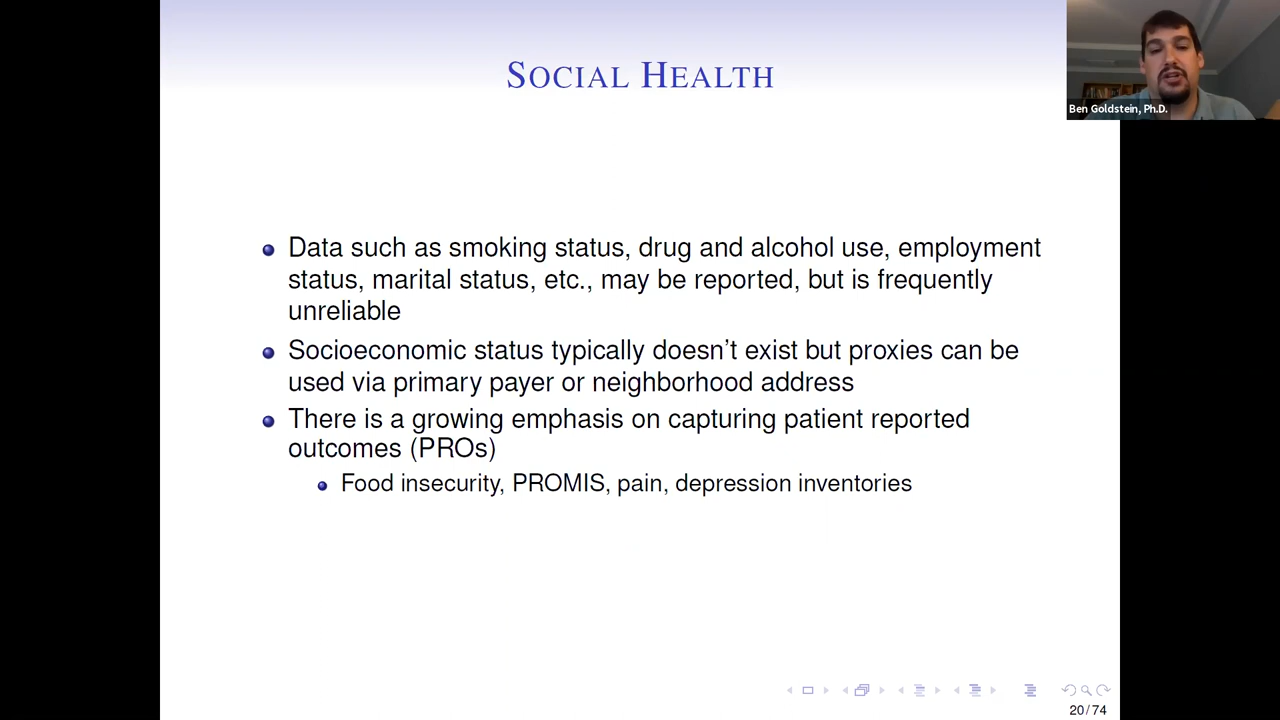 SOCIAL HEALTH
Ben Goldstein, Ph.D.
Data such as smoking status, drug and alcohol use, employment
status, marital status, etc., may be reported, but is frequently
unreliable
Socioeconomic status typically doesn't exist but proxies can be
used via primary payer or neighborhood address
There is a growing emphasis on capturing patient reported
outcomes (PROs)
Food insecurity, PROMIS, pain, depression inventories
20/74